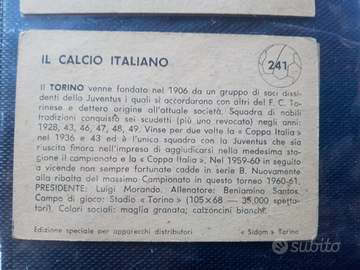 IL CALCIO ITALIANO
241
Il TORINO venne fondato nel 1906 da un gruppo di soci dissi-
denti della Juventus i quali si accordarono con altri del F. C. To-
rinese e dettero origine all'attuale società. Squadra di nobili
tradizioni conquistò sei scudetti (più uno revocato) negli anni:
1928, 43, 46, 47, 48, 49. Vinse per due volte la « Coppa Italia »
nel 1936 e 43 ed è l'unica squadra con la Juventus che sia
riuscita finora nell'impresa di aggiudicarsi nella medesima sta-
gione il campionato e la « Coppa Italia ». Nel 1959-60 in seguito
a vicende non sempre fortunate cadde in serie B. Nuovamente
alla ribalta del massimo Campionato in questo torneo 1960-61.
PRESIDENTE: Luigi Morando. Allenatore: Beniamino Santos.
Campo di gioco: Stadio « Torino » (105×68 — 35,000 spetta-
tori). Colori sociali: maglia granata; calzoncini bianchi.
Edizione speciale per apparecchi distributori
« Sidam » Torino
subito